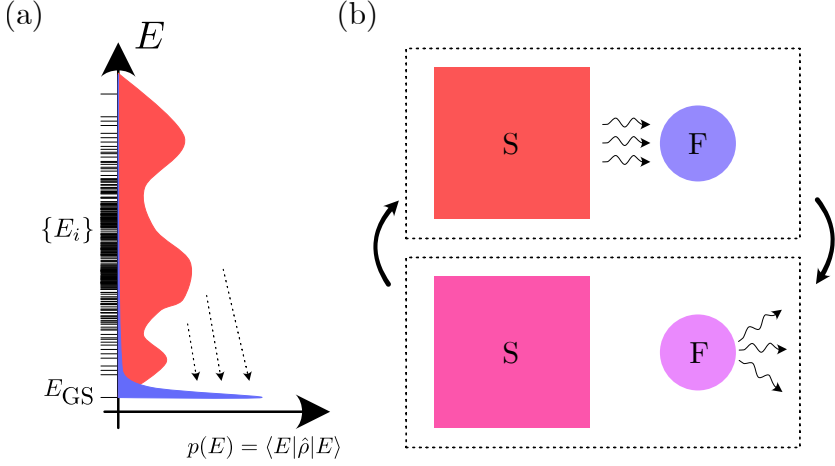 (a)
E
{E_i}
E_GS
p(E) = ⟨E|ρ̂|E⟩
(b)
S
F
S
F